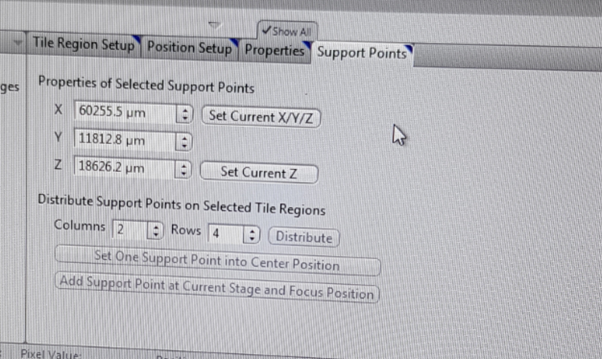 ✓ Show All
Tile Region Setup Position Setup Properties Support Points
ges
Properties of Selected Support Points
X 60255.5 µm Set Current X/Y/Z
Y 11812.8 µm
Z 18626.2 µm Set Current Z
Distribute Support Points on Selected Tile Regions
Columns 2 Rows 4 Distribute
Set One Support Point into Center Position
Add Support Point at Current Stage and Focus Position
Pixel Value: